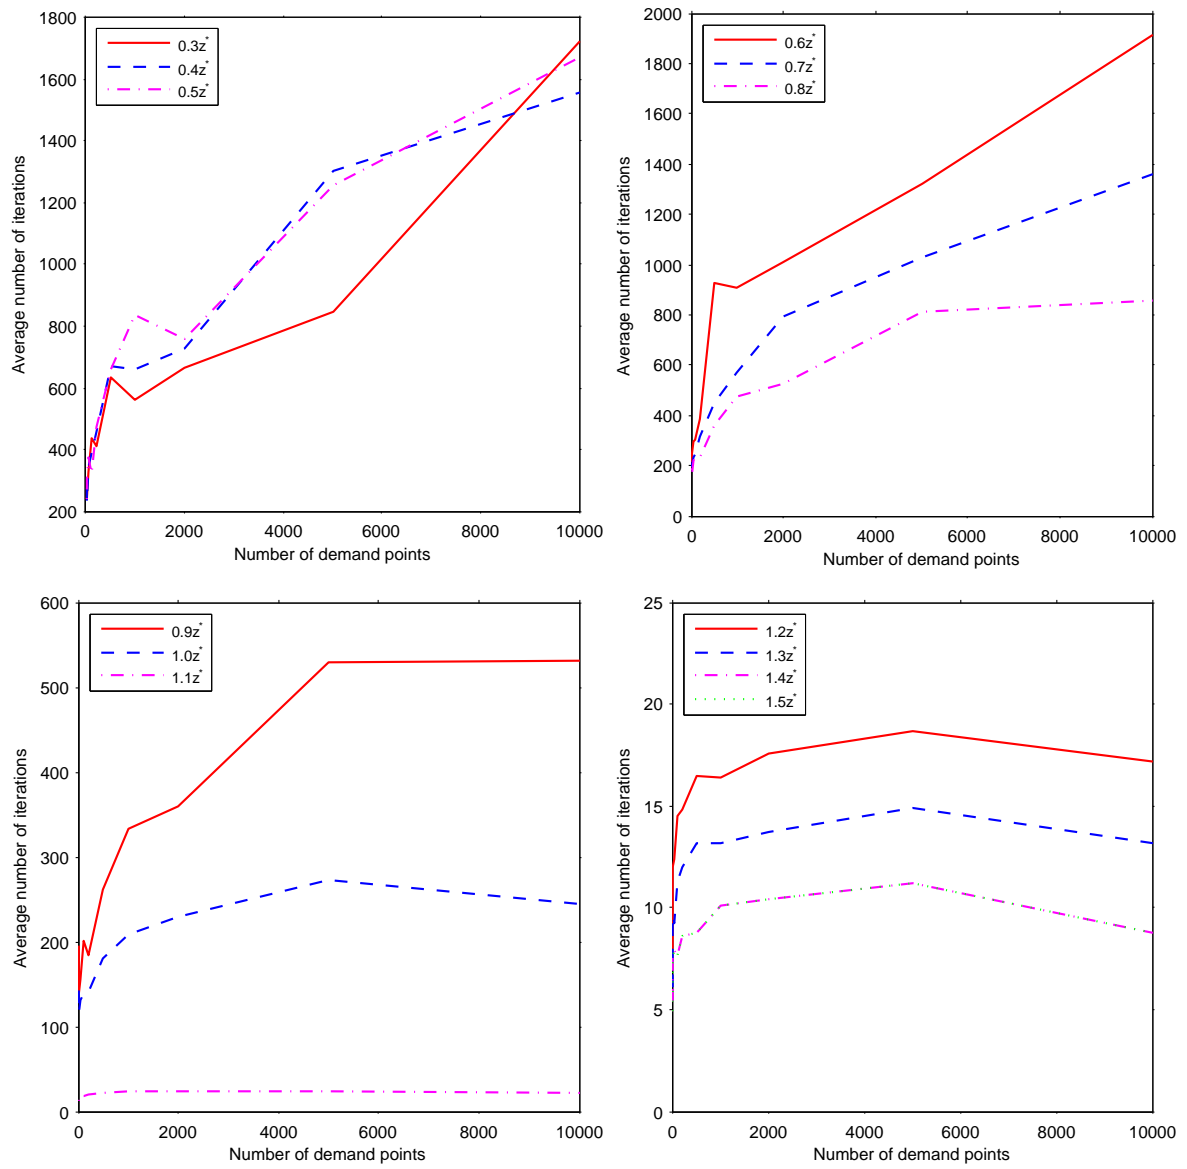 1800
1600
1400
1200
1000
800
600
400
200
0
2000
4000
6000
8000
10000
Average number of iterations
Number of demand points
0.3z*
0.4z*
0.5z*
2000
1800
1600
1400
1200
1000
800
600
400
200
0
0
2000
4000
6000
8000
10000
Average number of iterations
Number of demand points
0.6z*
0.7z*
0.8z*
600
500
400
300
200
100
0
0
2000
4000
6000
8000
10000
Average number of iterations
Number of demand points
0.9z*
1.0z*
1.1z*
25
20
15
10
5
0
0
2000
4000
6000
8000
10000
Average number of iterations
Number of demand points
1.2z*
1.3z*
1.4z*
1.5z*